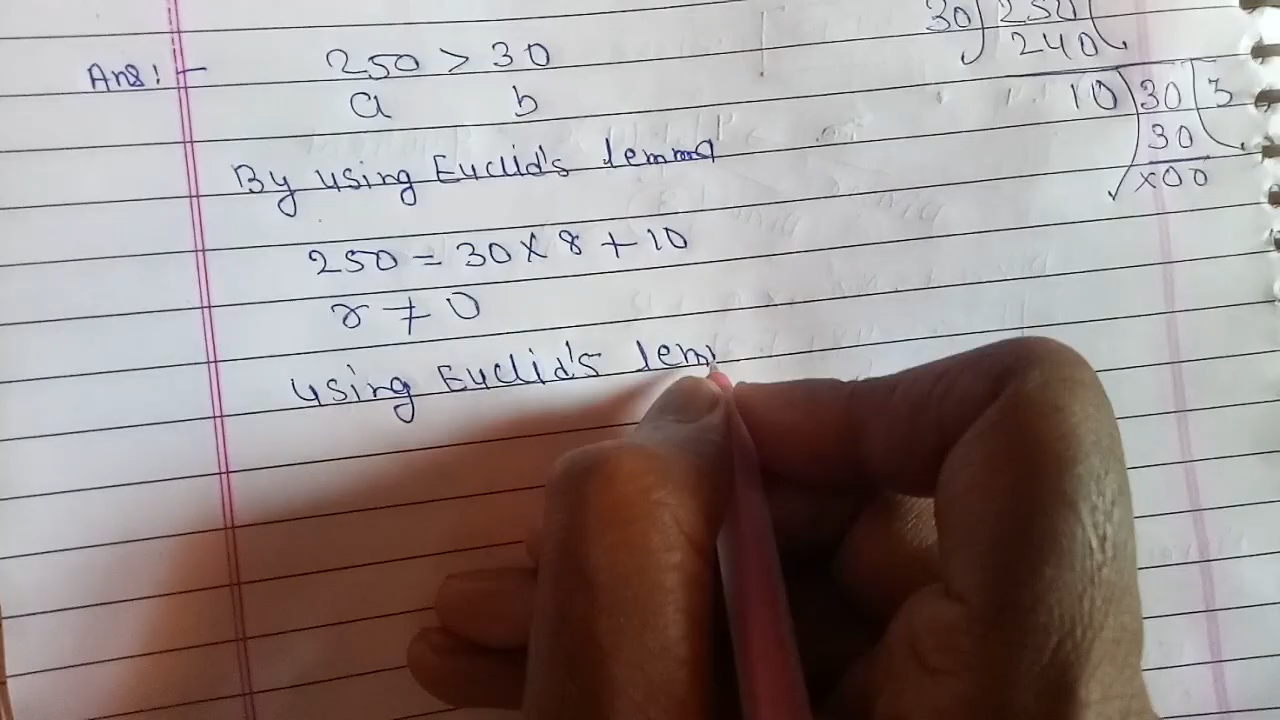 Ans:- 250 > 30
a b
By using Euclid's lemma
250 = 30 × 8 + 10
r ≠ 0
using Euclid's lem
30) 250 (
240
10) 30 (3
30
×00